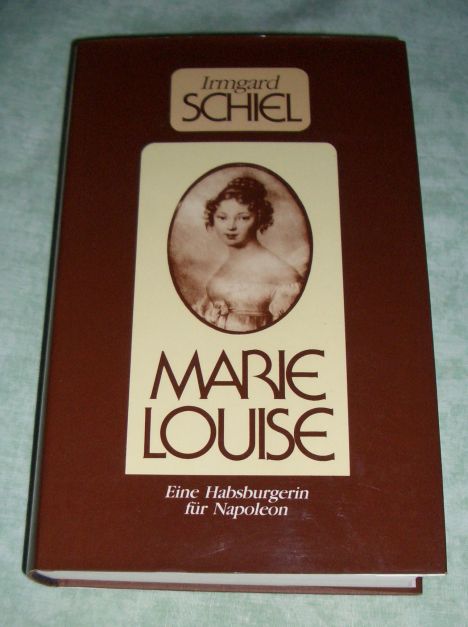 Irmgard
SCHIEL
MARIE
LOUISE
Eine Habsburgerin
für Napoleon